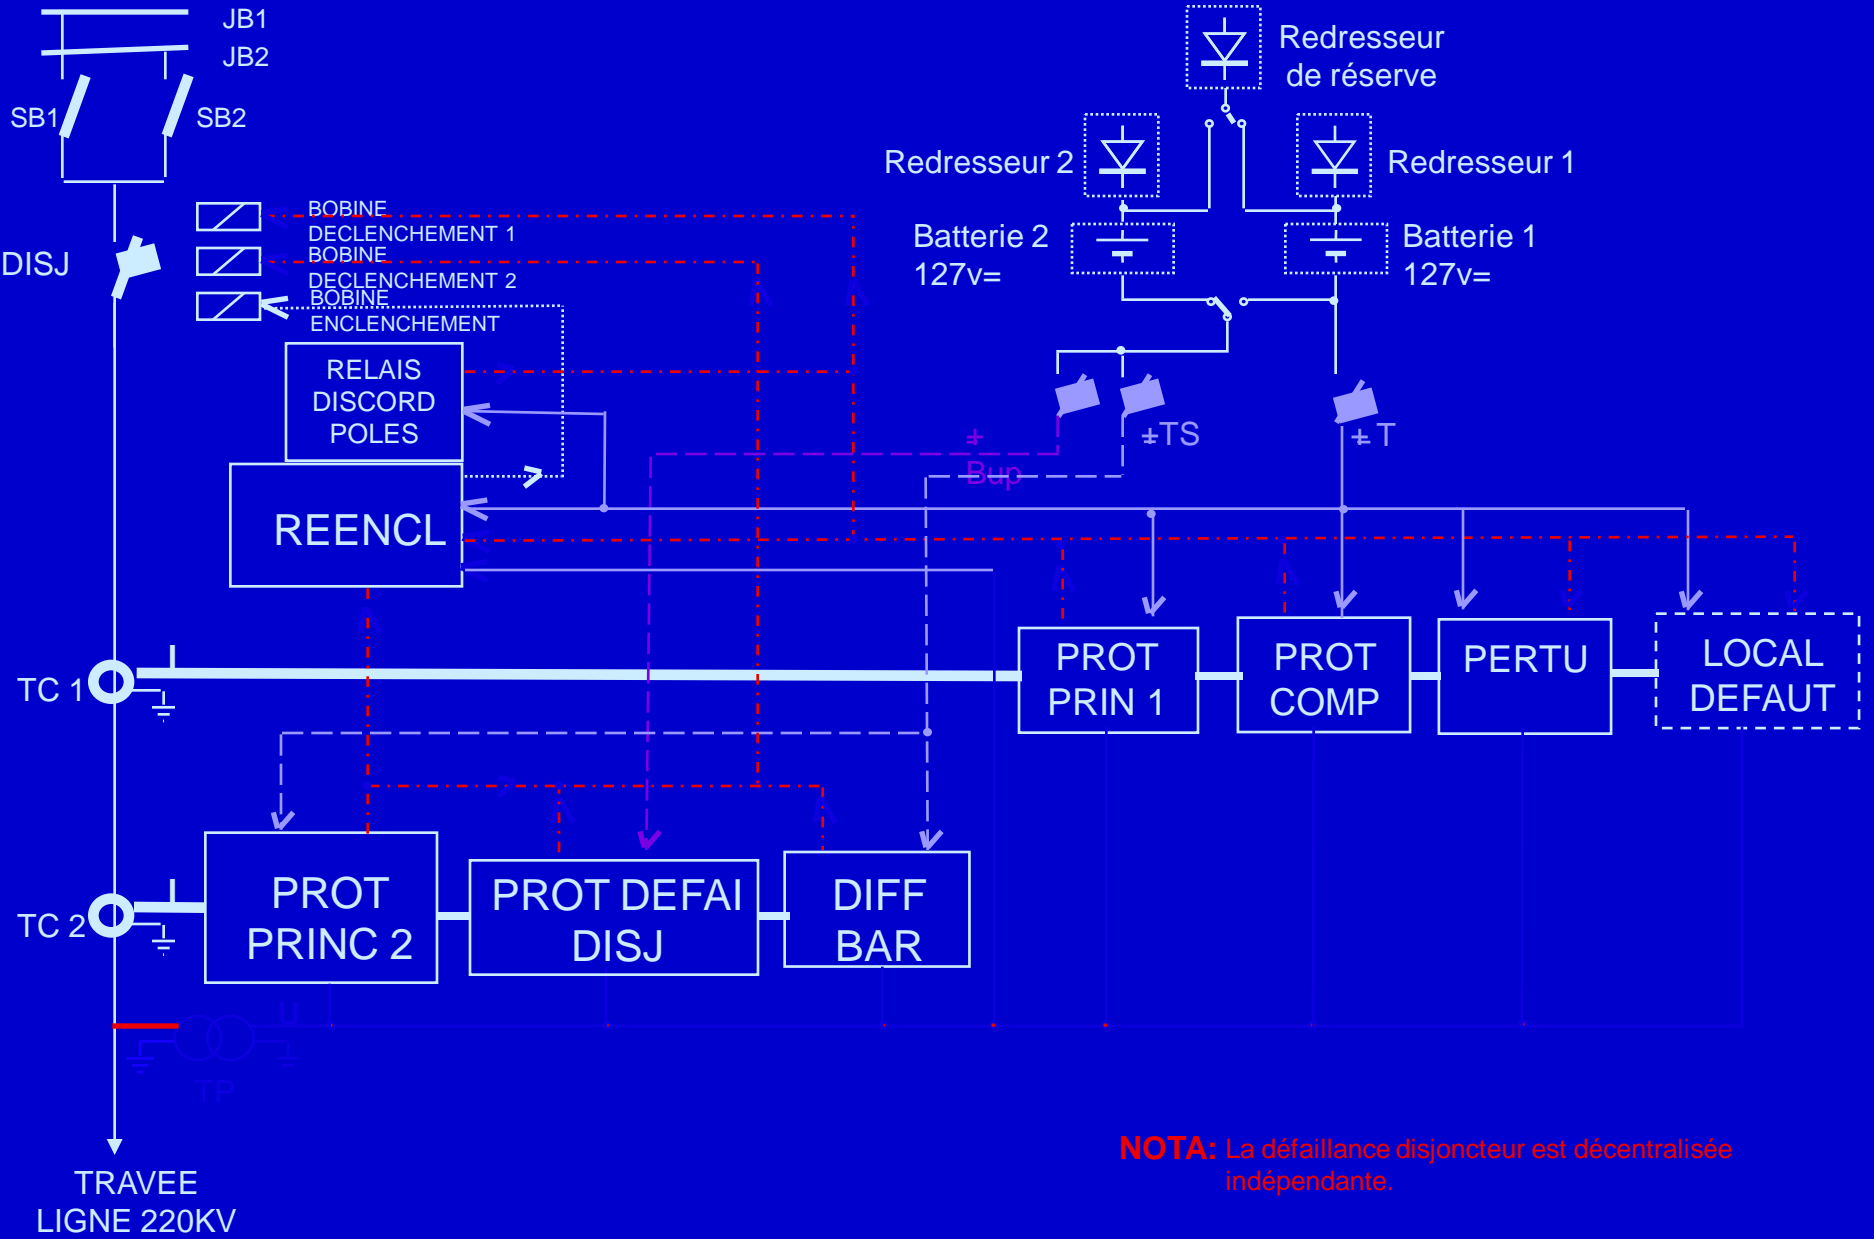 JB1
JB2
SB1
SB2
Redresseur
de réserve
Redresseur 2
Redresseur 1
BOBINE
DECLENCHEMENT 1
BOBINE
DECLENCHEMENT 2
BOBINE
ENCLENCHEMENT
DISJ
Batterie 2
127v=
Batterie 1
127v=
RELAIS
DISCORD
POLES
±
Bup
±TS
± T
REENCL
I
TC 1
PROT
PRIN 1
PROT
COMP
PERTU
LOCAL
DEFAUT
I
TC 2
PROT
PRINC 2
PROT DEFAI
DISJ
DIFF
BAR
U
TP
NOTA: La défaillance disjoncteur est décentralisée
indépendante.
TRAVEE
LIGNE 220KV